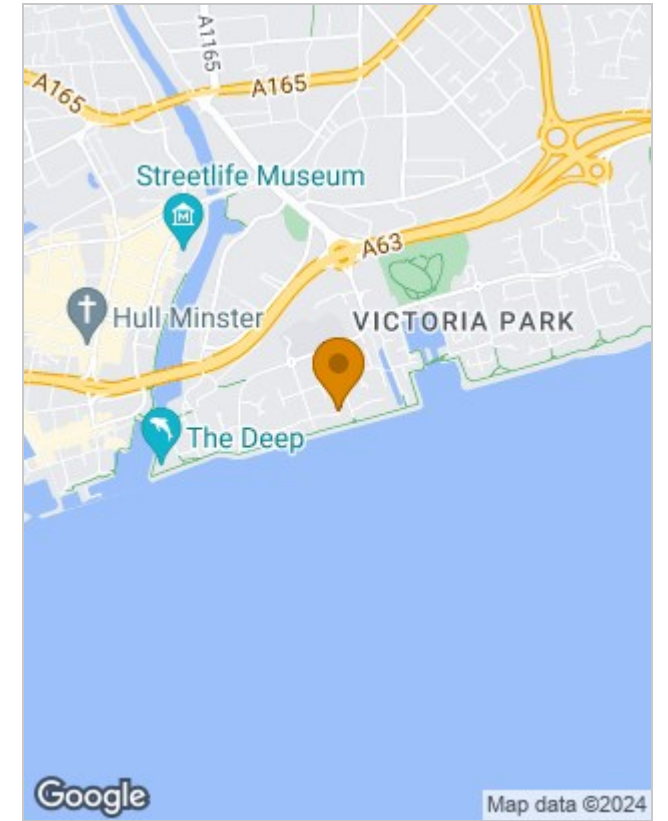 A1165
A165
A165
Streetlife Museum
M
A63
Hull Minster
VICTORIA PARK
The Deep
Google
Map data ©2024